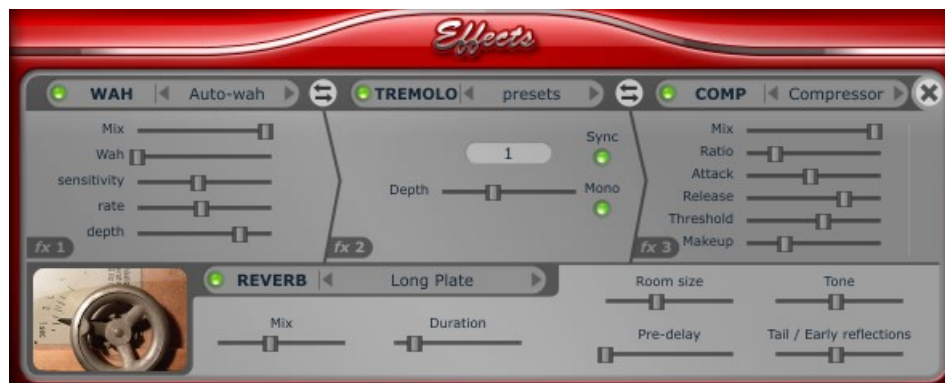 Effects
WAH Auto-wah
TREMOLO presets
COMP Compressor
Mix
Wah
sensitivity
rate
depth
fx 1
1
Sync
Depth
Mono
fx 2
Mix
Ratio
Attack
Release
Threshold
Makeup
fx 3
REVERB Long Plate
Mix
Duration
Room size
Tone
Pre-delay
Tail / Early reflections